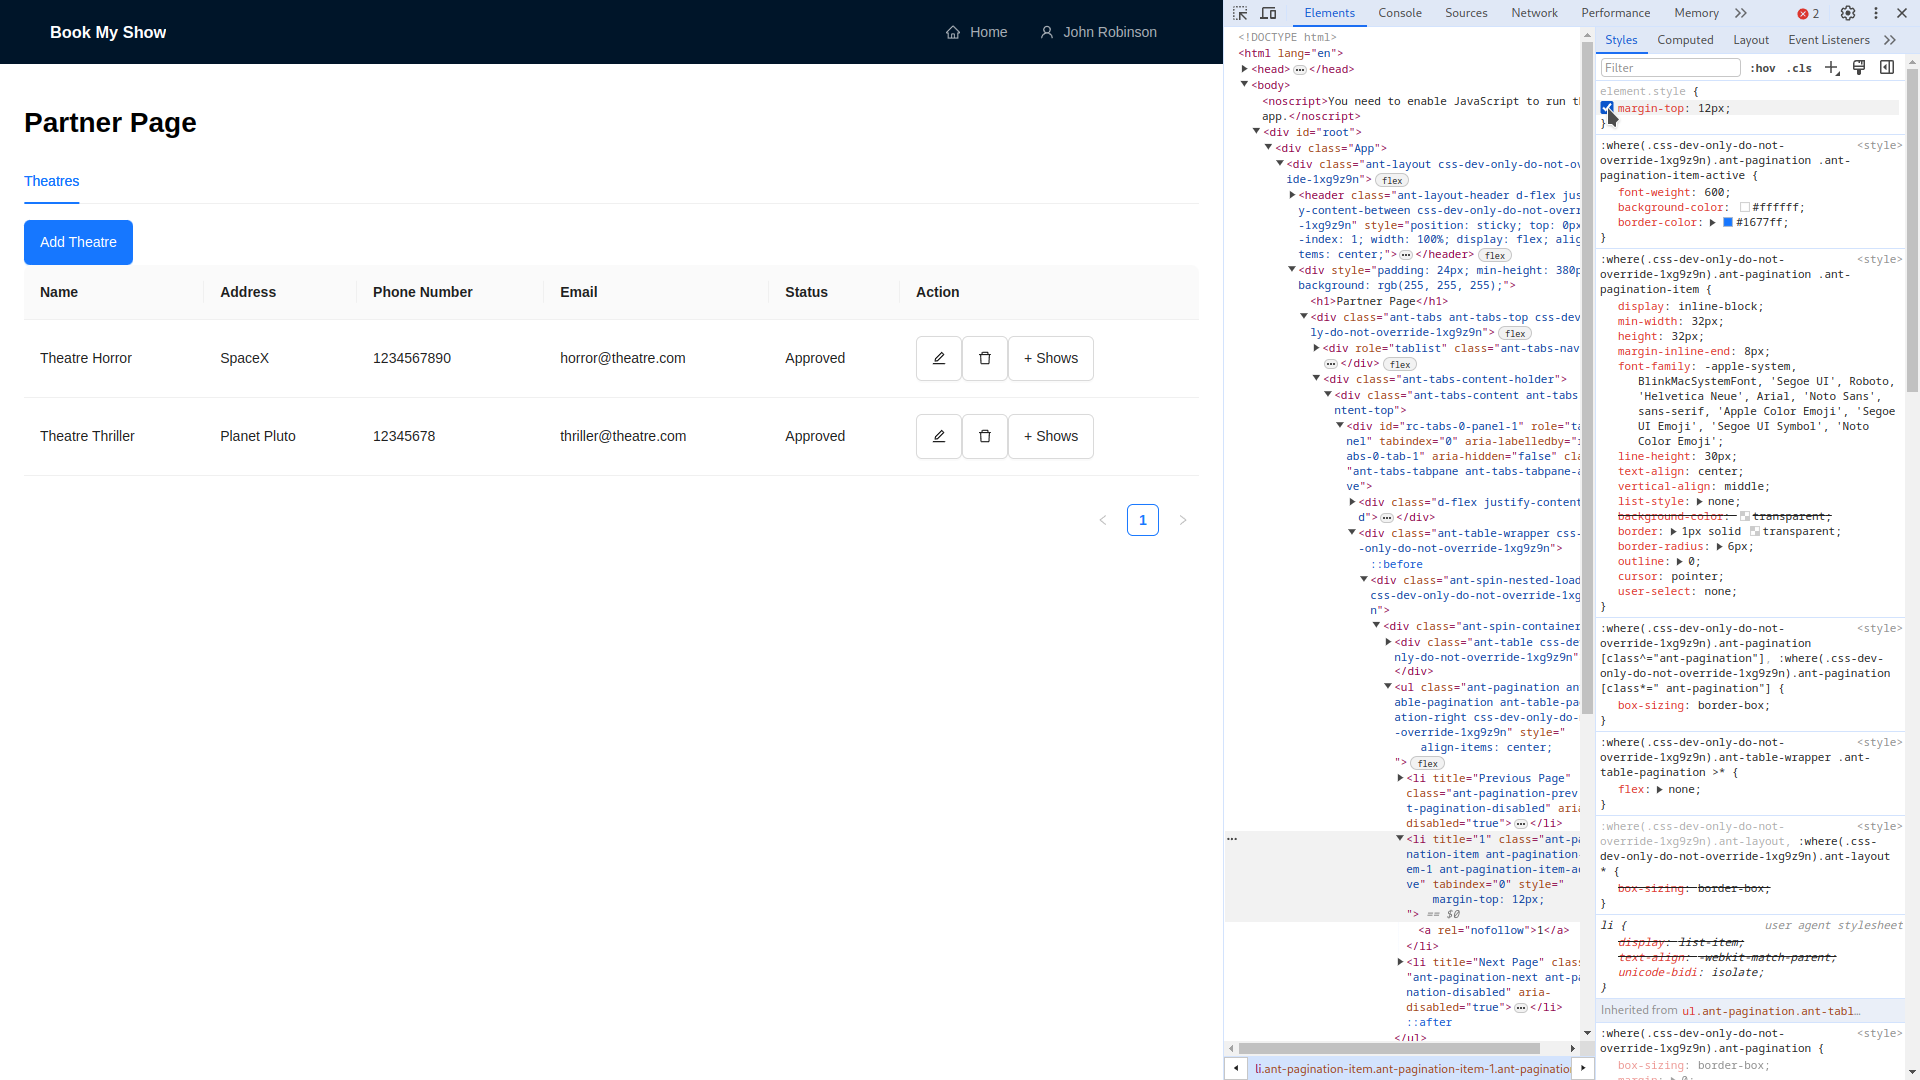 Book My Show
Home
John Robinson
Partner Page
Theatres
Add Theatre
Name Address Phone Number Email Status Action
Theatre Horror SpaceX 1234567890 horror@theatre.com Approved + Shows
Theatre Thriller Planet Pluto 12345678 thriller@theatre.com Approved + Shows
< 1 >
Elements Console Sources Network Performance Memory 2
<!DOCTYPE html>
<html lang="en">
<head> … </head>
<body>
<noscript>You need to enable JavaScript to run t
app.</noscript>
<div id="root">
<div class="App">
<div class="ant-layout css-dev-only-do-not-ov
ide-1xg9z9n"> flex
<header class="ant-layout-header d-flex jus
y-content-between css-dev-only-do-not-overr
-1xg9z9n" style="position: sticky; top: 0px
-index: 1; width: 100%; display: flex; alig
tems: center;"> … </header> flex
<div style="padding: 24px; min-height: 380p
background: rgb(255, 255, 255);">
<h1>Partner Page</h1>
<div class="ant-tabs ant-tabs-top css-dev
ly-do-not-override-1xg9z9n"> flex
<div role="tablist" class="ant-tabs-nav
… </div> flex
<div class="ant-tabs-content-holder">
<div class="ant-tabs-content ant-tabs
ntent-top">
<div id="rc-tabs-0-panel-1" role="ta
nel" tabindex="0" aria-labelledby="
abs-0-tab-1" aria-hidden="false" cla
"ant-tabs-tabpane ant-tabs-tabpane-a
ve">
<div class="d-flex justify-content
d"> … </div>
<div class="ant-table-wrapper css-
-only-do-not-override-1xg9z9n">
::before
<div class="ant-spin-nested-load
css-dev-only-do-not-override-1xg
n">
<div class="ant-spin-container
<div class="ant-table css-de
nly-do-not-override-1xg9z9n"
</div>
<ul class="ant-pagination an
able-pagination ant-table-pa
ation-right css-dev-only-do-
-override-1xg9z9n" style="
align-items: center;
"> flex
<li title="Previous Page"
class="ant-pagination-prev
t-pagination-disabled" aria
disabled="true"> … </li>
<li title="1" class="ant-pa
nation-item ant-pagination-
em-1 ant-pagination-item-a
ve" tabindex="0" style="
margin-top: 12px;
"> == $0
<a rel="nofollow">1</a>
</li>
<li title="Next Page" clas
"ant-pagination-next ant-p
nation-disabled" aria-
disabled="true"> … </li>
::after
</ul>
li.ant-pagination-item.ant-pagination-item-1.ant-pagination
Styles Computed Layout Event Listeners
Filter :hov .cls
element.style {
margin-top: 12px;
}
:where(.css-dev-only-do-not- <style>
override-1xg9z9n).ant-pagination .ant-
pagination-item-active {
font-weight: 600;
background-color: #ffffff;
border-color: #1677ff;
}
:where(.css-dev-only-do-not- <style>
override-1xg9z9n).ant-pagination .ant-
pagination-item {
display: inline-block;
min-width: 32px;
height: 32px;
margin-inline-end: 8px;
font-family: -apple-system,
BlinkMacSystemFont, 'Segoe UI', Roboto,
'Helvetica Neue', Arial, 'Noto Sans',
sans-serif, 'Apple Color Emoji', 'Segoe
UI Emoji', 'Segoe UI Symbol', 'Noto
Color Emoji';
line-height: 30px;
text-align: center;
vertical-align: middle;
list-style: none;
background-color: transparent;
border: 1px solid transparent;
border-radius: 6px;
outline: 0;
cursor: pointer;
user-select: none;
}
:where(.css-dev-only-do-not- <style>
override-1xg9z9n).ant-pagination
[class^="ant-pagination"], :where(.css-dev-
only-do-not-override-1xg9z9n).ant-pagination
[class*=" ant-pagination"] {
box-sizing: border-box;
}
:where(.css-dev-only-do-not- <style>
override-1xg9z9n).ant-table-wrapper .ant-
table-pagination >* {
flex: none;
}
:where(.css-dev-only-do-not- <style>
override-1xg9z9n).ant-layout, :where(.css-
dev-only-do-not-override-1xg9z9n).ant-layout
* {
box-sizing: border-box;
}
li { user agent stylesheet
display: list-item;
text-align: -webkit-match-parent;
unicode-bidi: isolate;
}
Inherited from ul.ant-pagination.ant-tabl…
:where(.css-dev-only-do-not- <style>
override-1xg9z9n).ant-pagination {
box-sizing: border-box;
margin: 0;